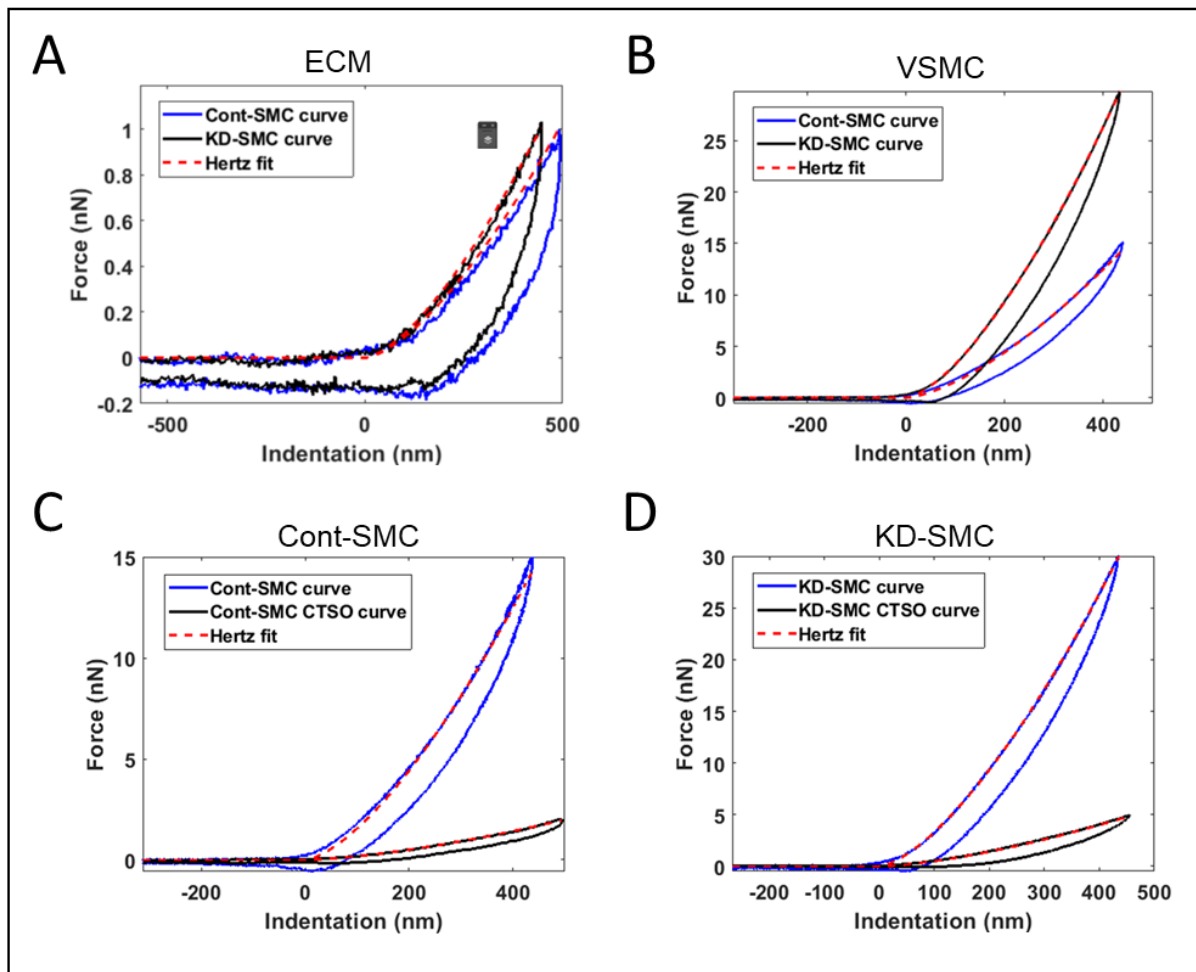 A
ECM
Cont-SMC curve
KD-SMC curve
Hertz fit
Force (nN)
1
0.8
0.6
0.4
0.2
0
-0.2
-500
0
500
Indentation (nm)
B
VSMC
Cont-SMC curve
KD-SMC curve
Hertz fit
Force (nN)
25
20
15
10
5
0
-200
0
200
400
Indentation (nm)
C
Cont-SMC
Cont-SMC curve
Cont-SMC CTSO curve
Hertz fit
Force (nN)
15
10
5
0
-200
0
200
400
Indentation (nm)
D
KD-SMC
KD-SMC curve
KD-SMC CTSO curve
Hertz fit
Force (nN)
30
25
20
15
10
5
0
-200
-100
0
100
200
300
400
500
Indentation (nm)